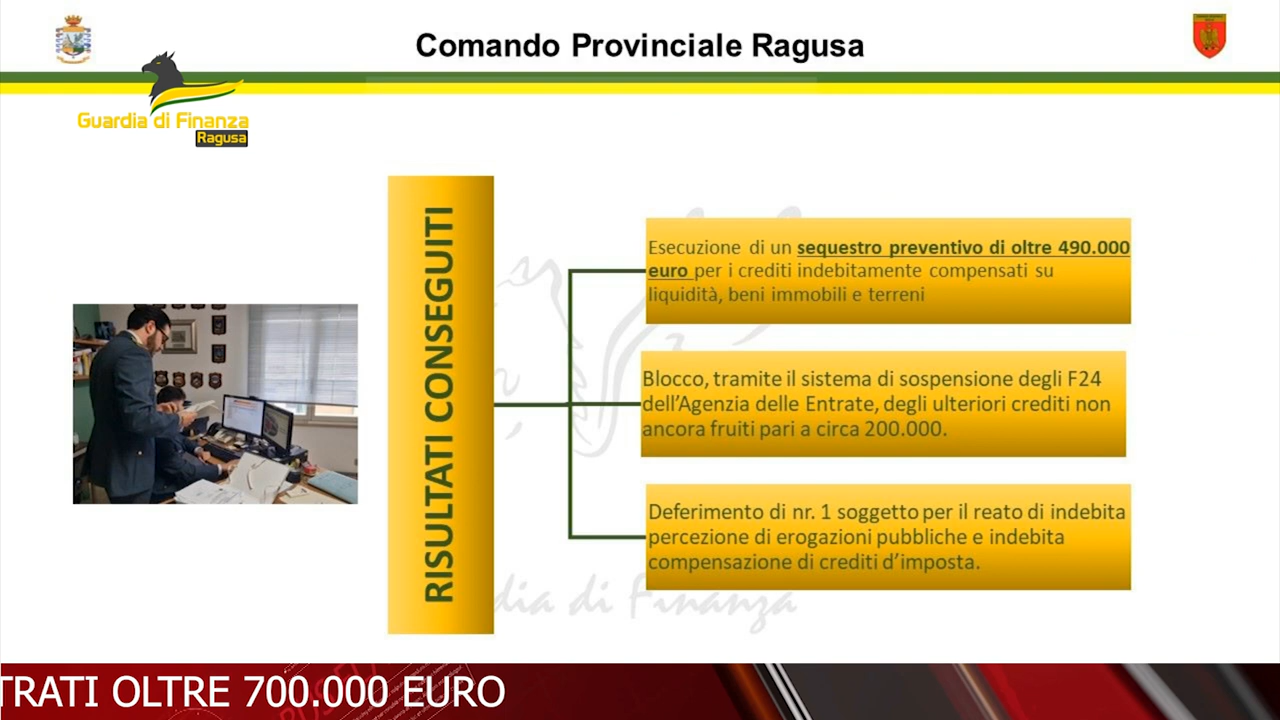 Comando Provinciale Ragusa
Guardia di Finanza
Ragusa
RISULTATI CONSEGUITI
Esecuzione di un sequestro preventivo di oltre 490.000
euro per i crediti indebitamente compensati su
liquidità, beni immobili e terreni
Blocco, tramite il sistema di sospensione degli F24
dell'Agenzia delle Entrate, degli ulteriori crediti non
ancora fruiti pari a circa 200.000.
Deferimento di nr. 1 soggetto per il reato di indebita
percezione di erogazioni pubbliche e indebita
compensazione di crediti d'imposta.
dia di Finanza
TRATI OLTRE 700.000 EURO